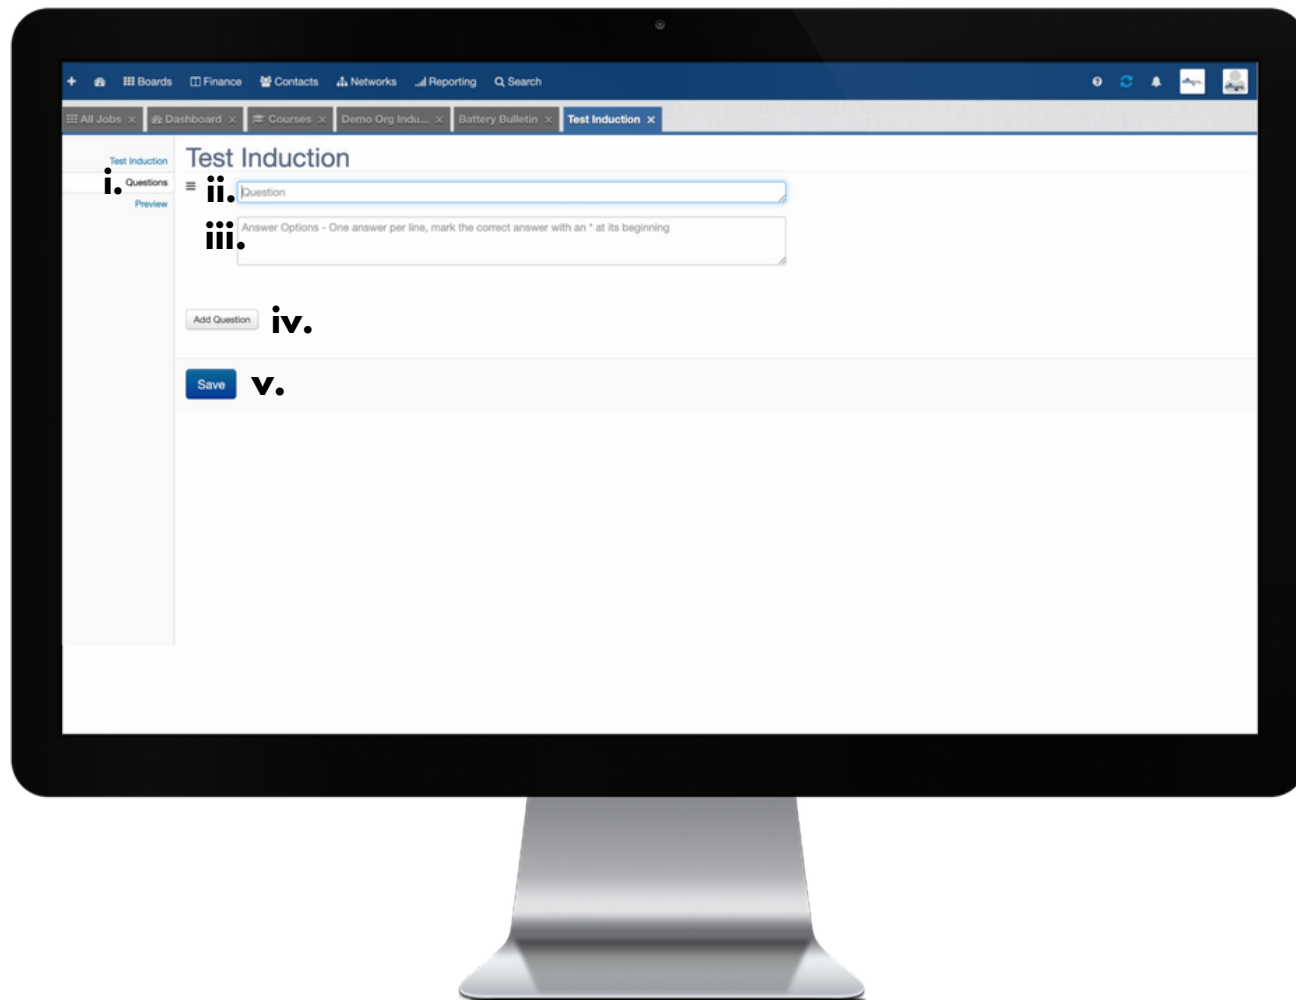 + Boards Finance Contacts Networks Reporting Search
All Jobs × Dashboard × Courses × Demo Org Indu... × Battery Bulletin × Test Induction ×
Test Induction
Test Induction
i. Questions
Preview
ii. Question
iii. Answer Options - One answer per line, mark the correct answer with an * at its beginning
Add Question iv.
Save v.